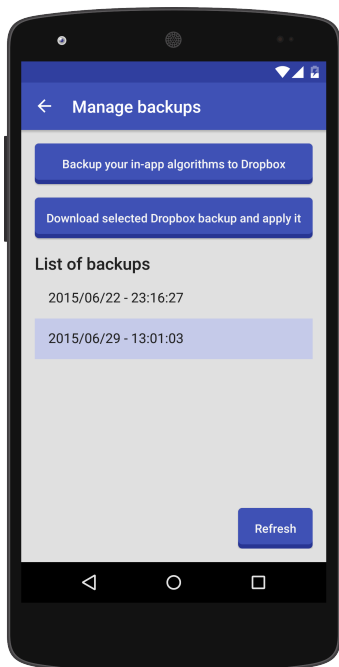 Manage backups
Backup your in-app algorithms to Dropbox
Download selected Dropbox backup and apply it
List of backups
2015/06/22 - 23:16:27
2015/06/29 - 13:01:03
Refresh